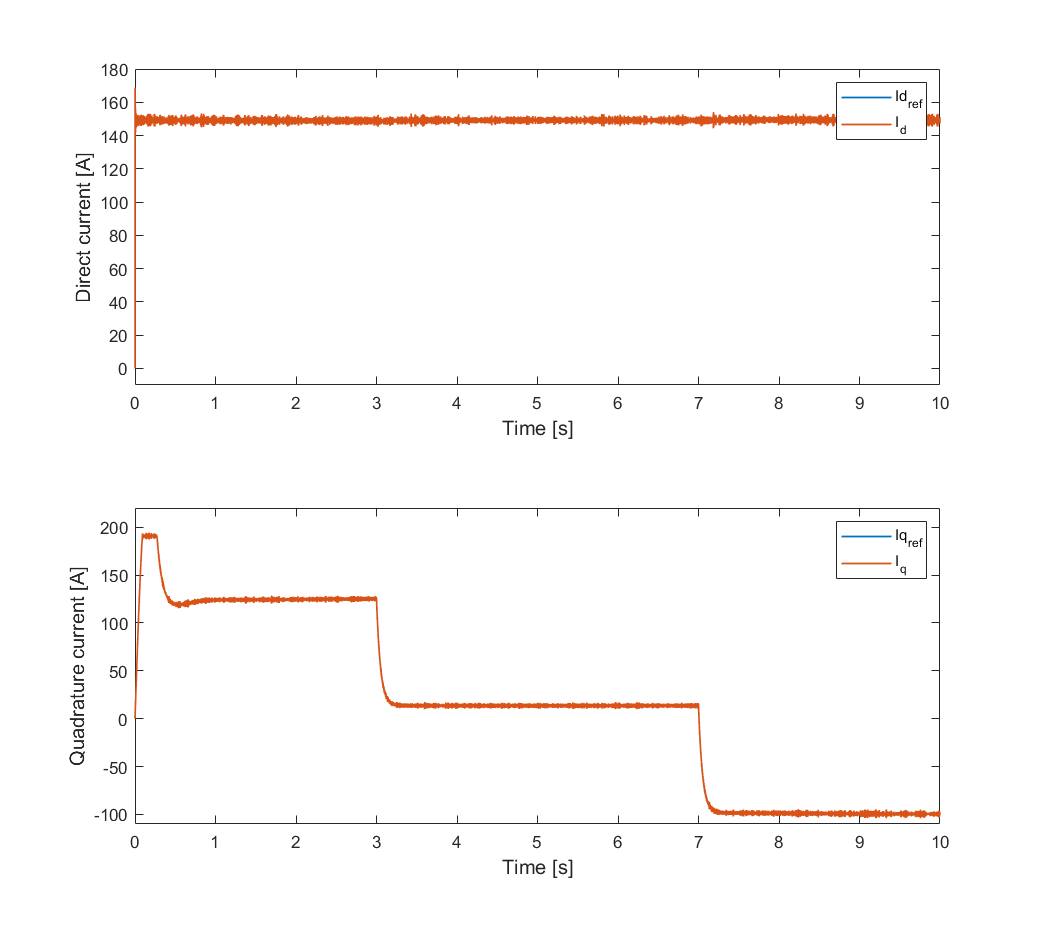 180
160
140
120
100
80
60
40
20
0
Direct current [A]
Id_ref
I_d
0 1 2 3 4 5 6 7 8 9 10
Time [s]
200
150
100
50
0
-50
-100
Quadrature current [A]
Iq_ref
I_q
0 1 2 3 4 5 6 7 8 9 10
Time [s]